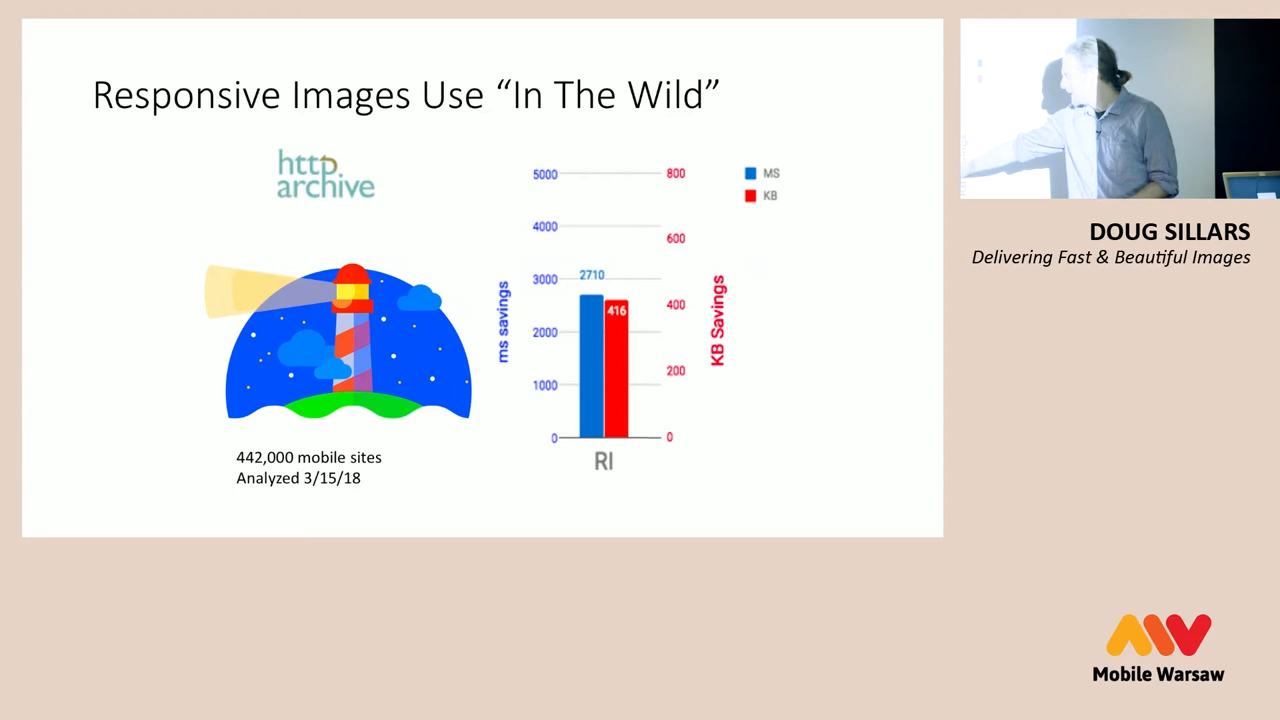 Responsive Images Use “In The Wild”
http
archive
5000
4000
3000
2000
1000
0
ms savings
2710
416
RI
800
600
400
200
0
KB Savings
MS
KB
442,000 mobile sites
Analyzed 3/15/18
DOUG SILLARS
Delivering Fast & Beautiful Images
Mobile Warsaw